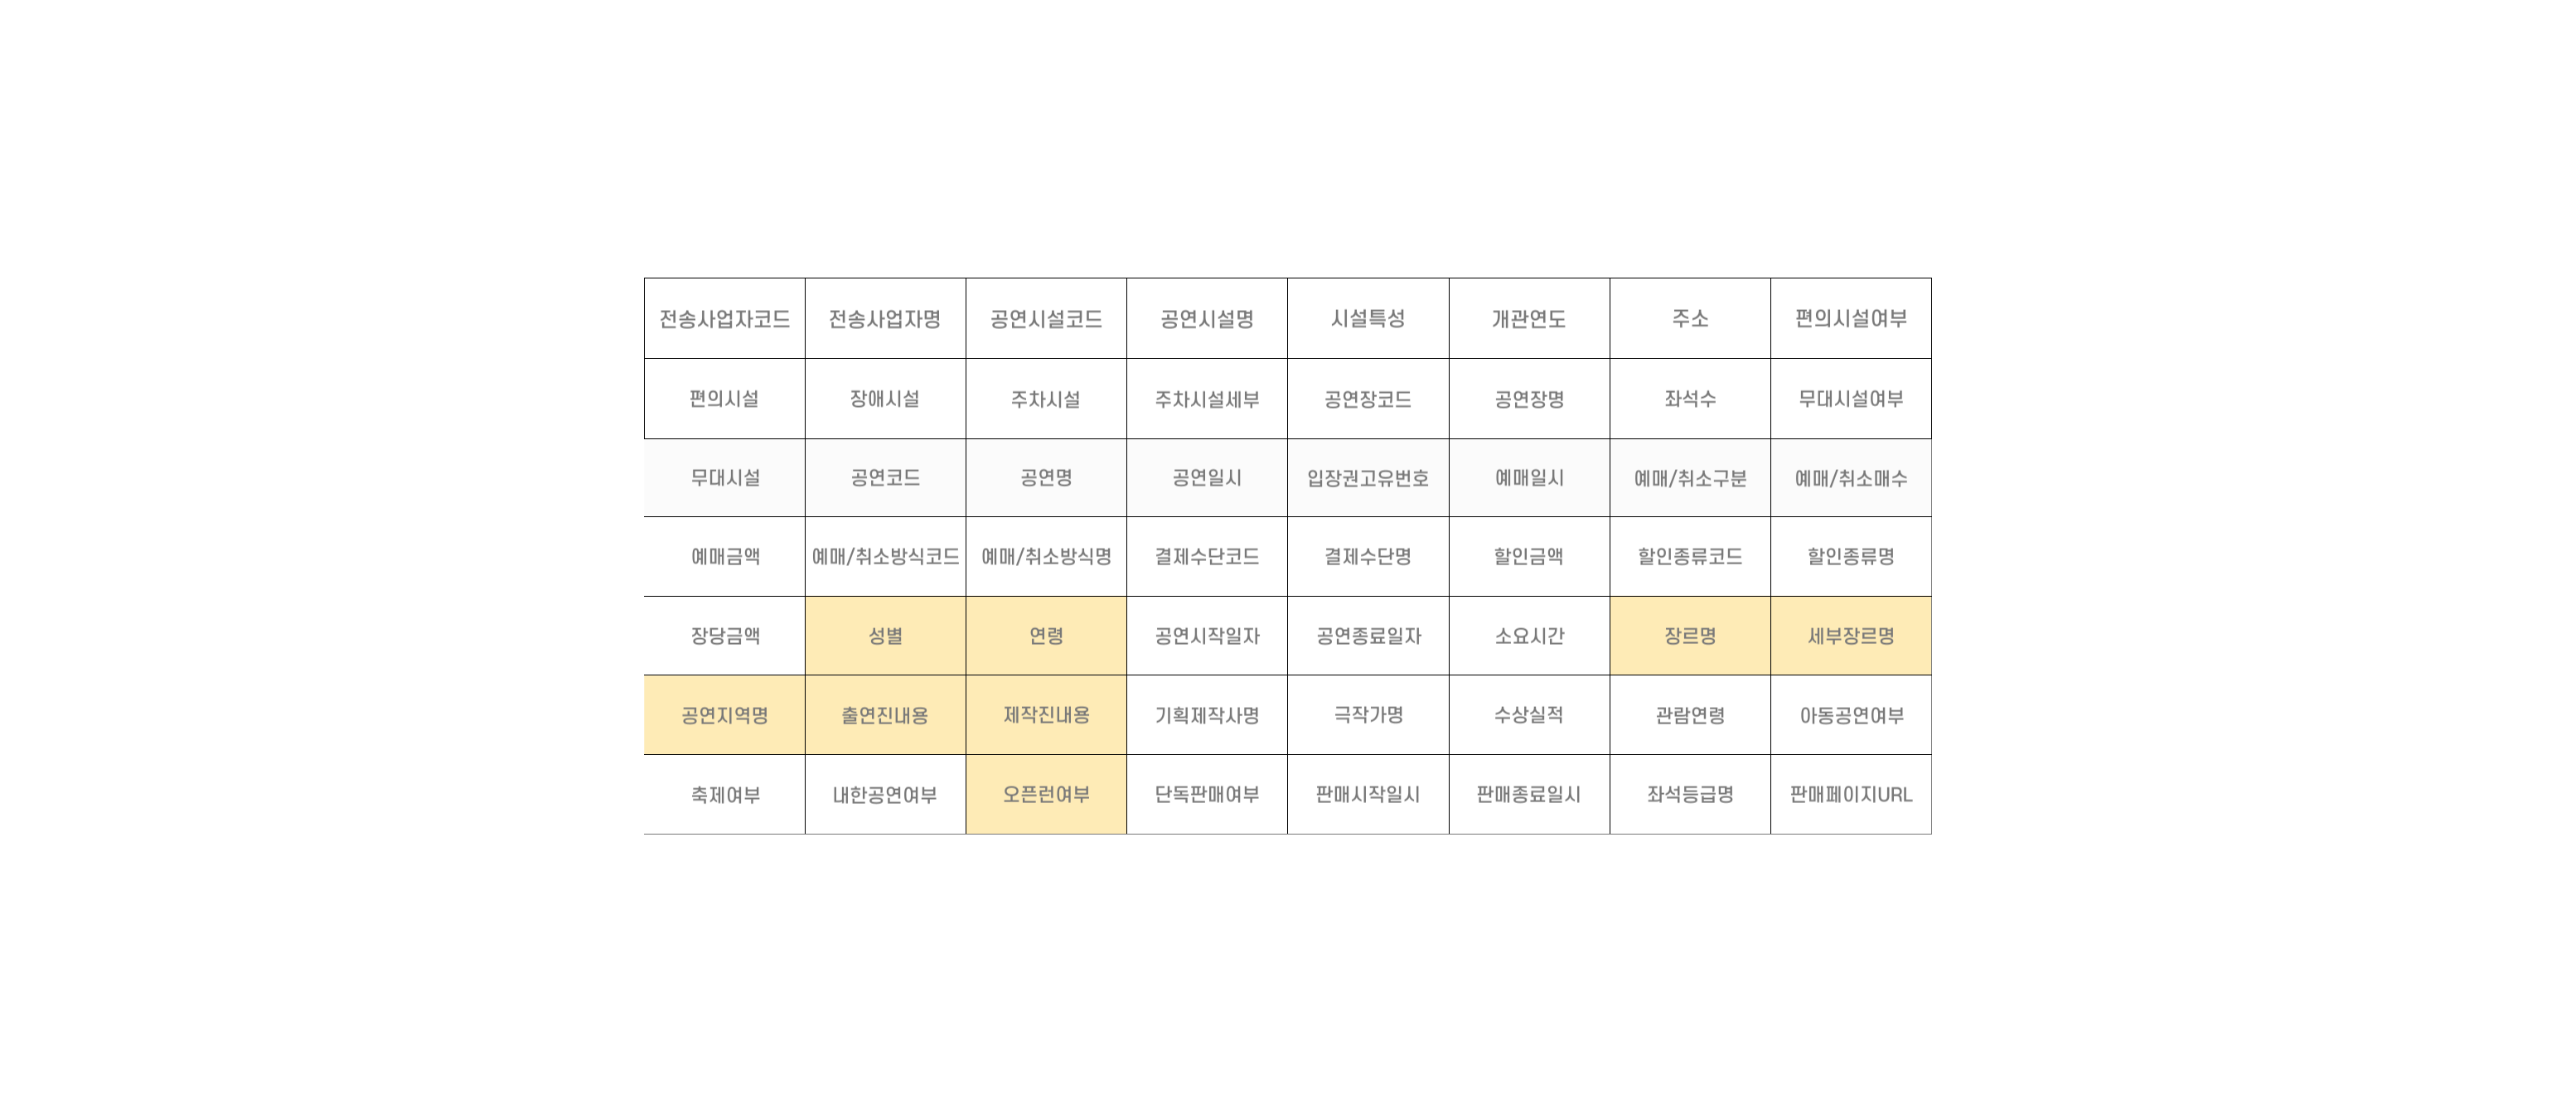 전송사업자코드 전송사업자명 공연시설코드 공연시설명 시설특성 개관연도 주소 편의시설여부
편의시설 장애시설 주차시설 주차시설세부 공연장코드 공연장명 좌석수 무대시설여부
무대시설 공연코드 공연명 공연일시 입장권고유번호 예매일시 예매/취소구분 예매/취소매수
예매금액 예매/취소방식코드 예매/취소방식명 결제수단코드 결제수단명 할인금액 할인종류코드 할인종류명
장당금액 성별 연령 공연시작일자 공연종료일자 소요시간 장르명 세부장르명
공연지역명 출연진내용 제작진내용 기획제작사명 극작가명 수상실적 관람연령 아동공연여부
축제여부 내한공연여부 오픈런여부 단독판매여부 판매시작일시 판매종료일시 좌석등급명 판매페이지URL